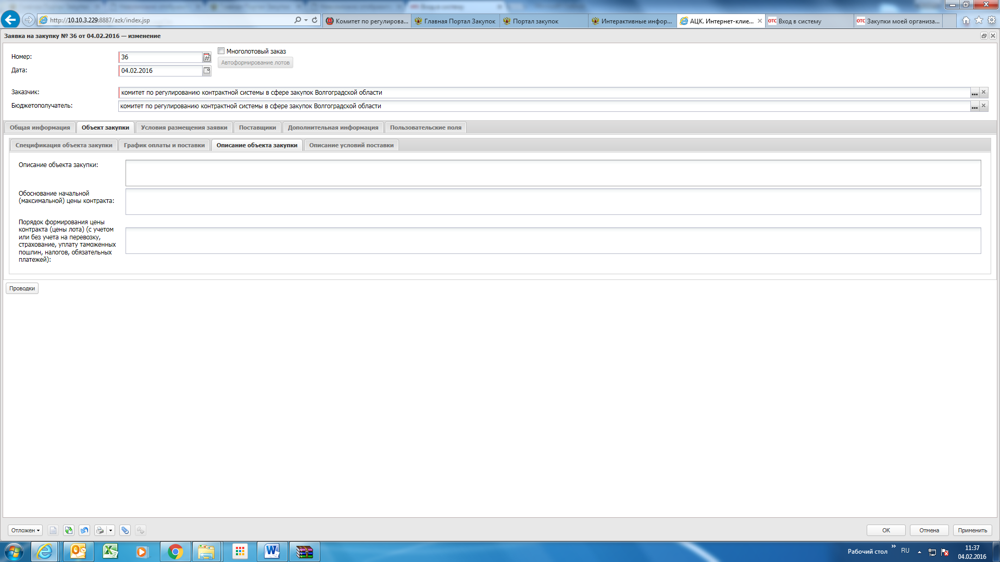 http://10.10.3.229:8887/azk/index.jsp
Комитет по регулирова...
Главная Портал Закупок
Портал закупок
Интерактивные инфор...
АЦК. Интернет-клие...
отс Вход в систему
отс Закупки моей организа...
Заявка на закупку № 36 от 04.02.2016 — изменение
Номер: 36
Многолотовый заказ
Автоформирование лотов
Дата: 04.02.2016
Заказчик: комитет по регулированию контрактной системы в сфере закупок Волгоградской области
Бюджетополучатель: комитет по регулированию контрактной системы в сфере закупок Волгоградской области
Общая информация Объект закупки Условия размещения заявки Поставщики Дополнительная информация Пользовательские поля
Спецификация объекта закупки График оплаты и поставки Описание объекта закупки Описание условий поставки
Описание объекта закупки:
Обоснование начальной
(максимальной) цены контракта:
Порядок формирования цены
контракта (цены лота) (с учетом
или без учета на перевозку,
страхование, уплату таможенных
пошлин, налогов, обязательных
платежей):
Проводки
Отложен
OK Отмена Применить
Рабочий стол » RU 11:37
04.02.2016